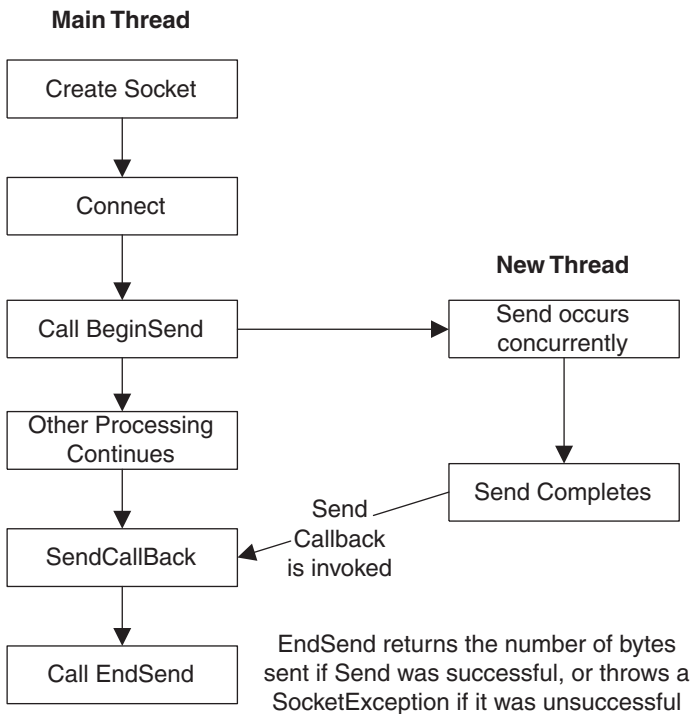 Main Thread
Create Socket
Connect
New Thread
Call BeginSend
Send occurs
concurrently
Other Processing
Continues
Send Completes
Send
Callback
is invoked
SendCallBack
Call EndSend
EndSend returns the number of bytes
sent if Send was successful, or throws a
SocketException if it was unsuccessful